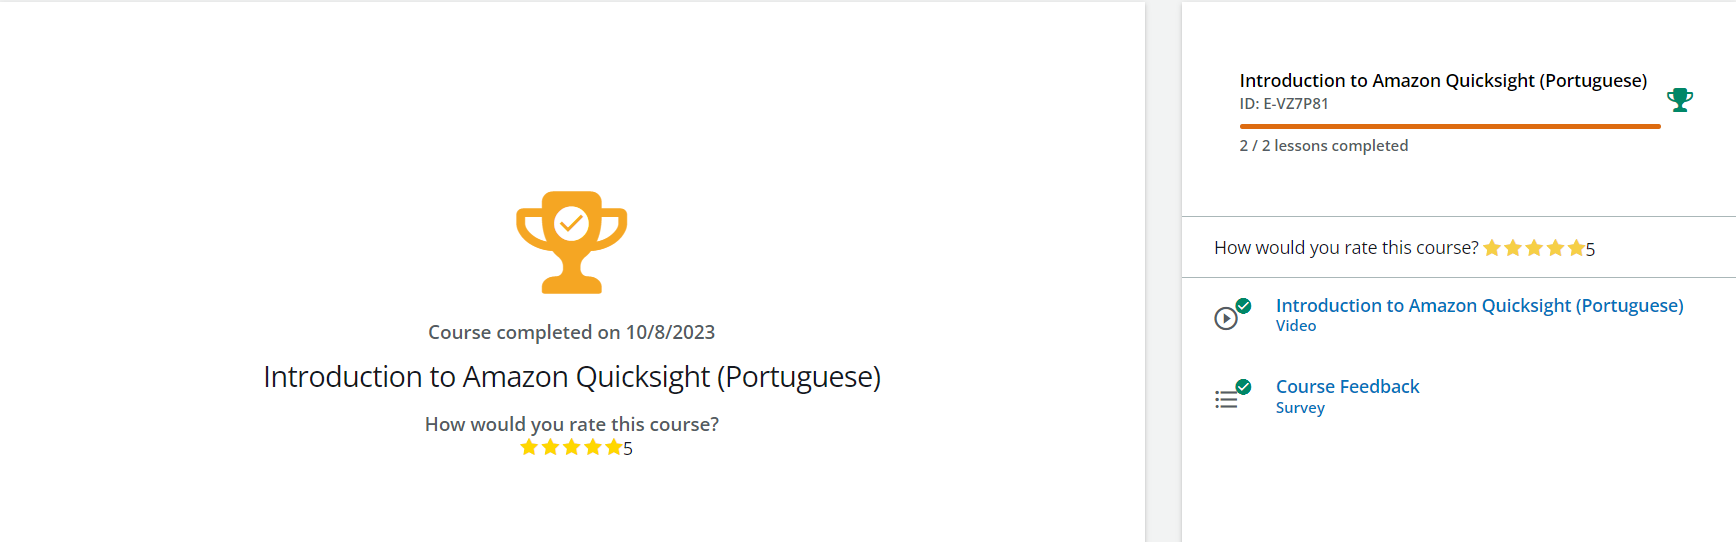 Course completed on 10/8/2023
Introduction to Amazon Quicksight (Portuguese)
How would you rate this course?
5
Introduction to Amazon Quicksight (Portuguese)
ID: E-VZ7P81
2 / 2 lessons completed
How would you rate this course? 5
Introduction to Amazon Quicksight (Portuguese)
Video
Course Feedback
Survey